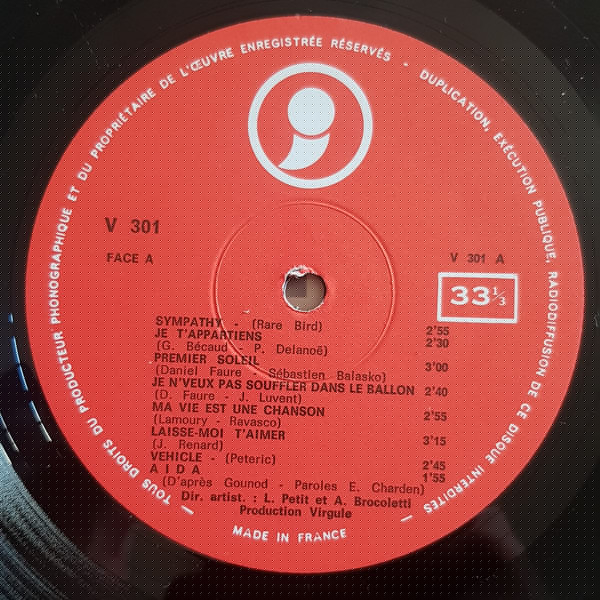 TOUS DROITS DU PRODUCTEUR PHONOGRAPHIQUE ET DU PROPRIÉTAIRE DE L'ŒUVRE ENREGISTRÉE RÉSERVÉS - DUPLICATION, EXÉCUTION PUBLIQUE, RADIODIFFUSION DE CE DISQUE INTERDITES
V 301
FACE A
V 301 A
33 1/3
SYMPATHY - (Rare Bird) 2'55
JE T'APPARTIENS 2'30
(G. Bécaud - P. Delanoë)
PREMIER SOLEIL 3'00
(Daniel Faure - Sébastien Balasko)
JE N'VEUX PAS SOUFFLER DANS LE BALLON 2'40
(D. Faure - J. Luvent)
MA VIE EST UNE CHANSON 2'55
(Lamoury - Ravasco)
LAISSE-MOI T'AIMER 3'15
(J. Renard)
VEHICLE - (Peteric) 2'45
AIDA 1'55
(D'après Gounod - Paroles E. Charden)
Dir. artist. : L. Petit et A. Brocoletti
Production Virgule
MADE IN FRANCE